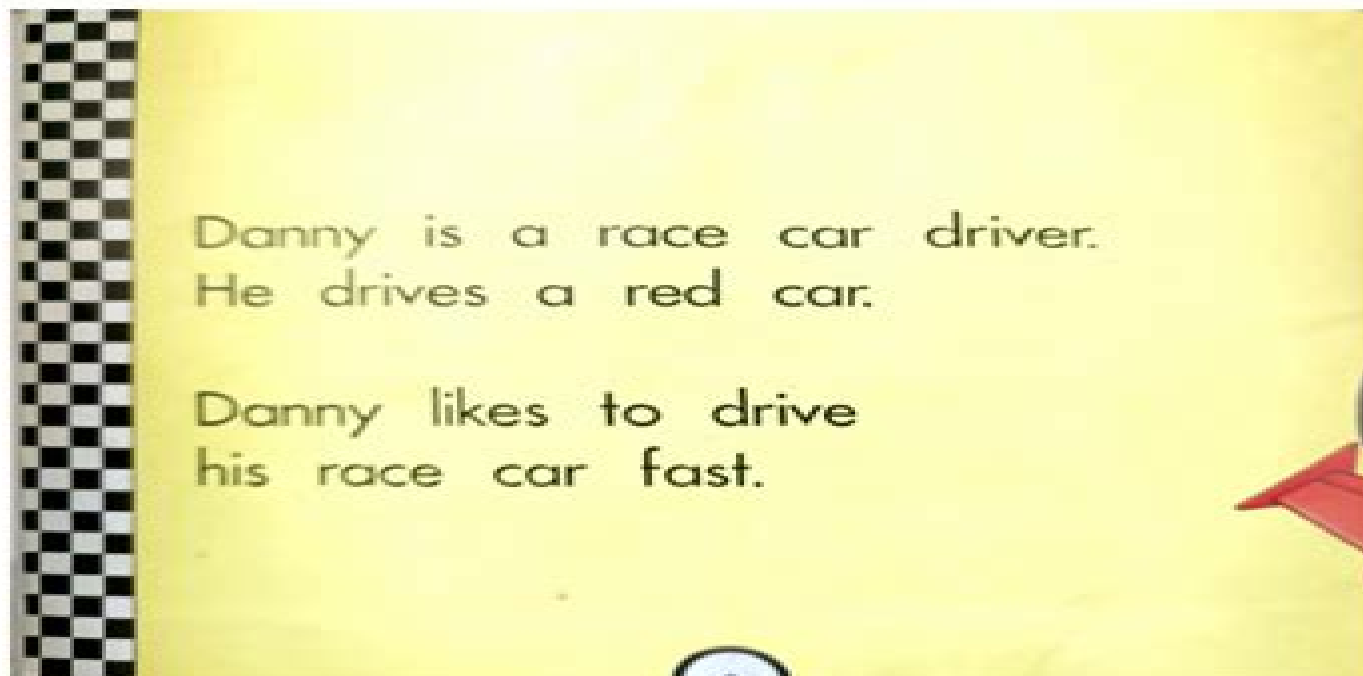 Danny is a race car driver.
He drives a red car.
Danny likes to drive
his race car fast.